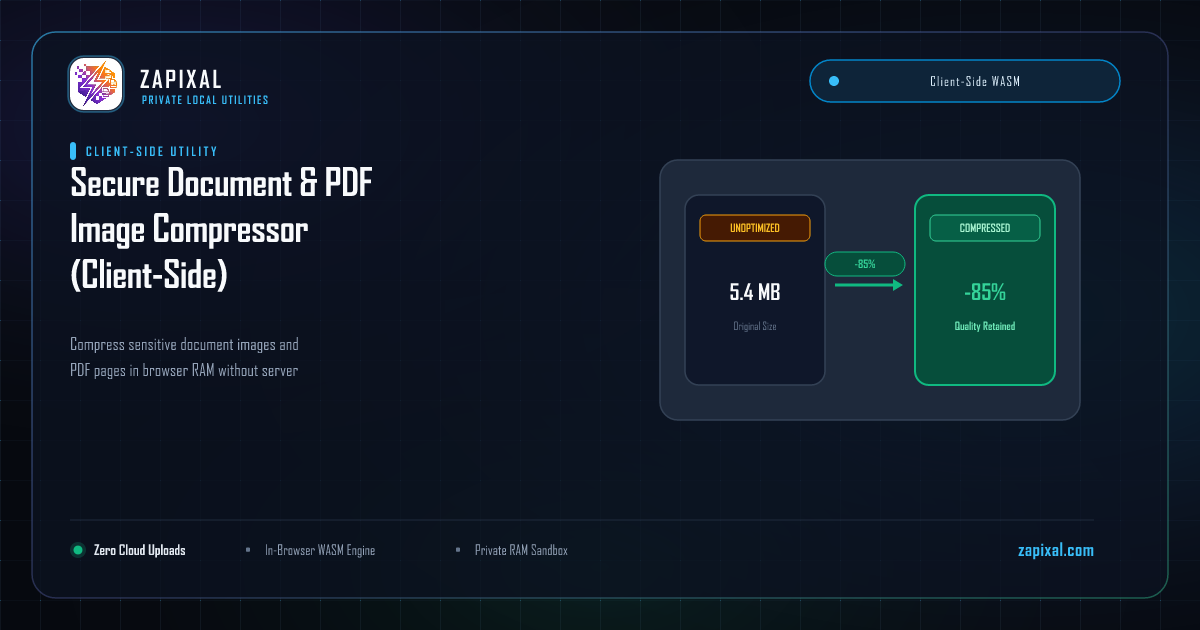 ZAPIXAL
PRIVATE LOCAL UTILITIES
Client-Side WASM
CLIENT-SIDE UTILITY
Secure Document & PDF
Image Compressor
(Client-Side)
Compress sensitive document images and
PDF pages in browser RAM without server
UNOPTIMIZED
5.4 MB
Original Size
-85%
COMPRESSED
-85%
Quality Retained
Zero Cloud Uploads
In-Browser WASM Engine
Private RAM Sandbox
zapixal.com